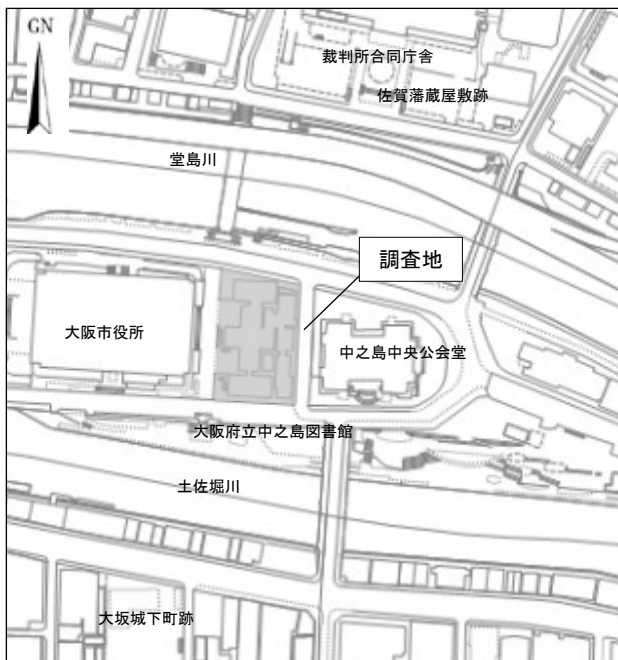 GN
裁判所合同庁舎
佐賀藩蔵屋敷跡
堂島川
調査地
大阪市役所
中之島中央公会堂
大阪府立中之島図書館
土佐堀川
大坂城下町跡